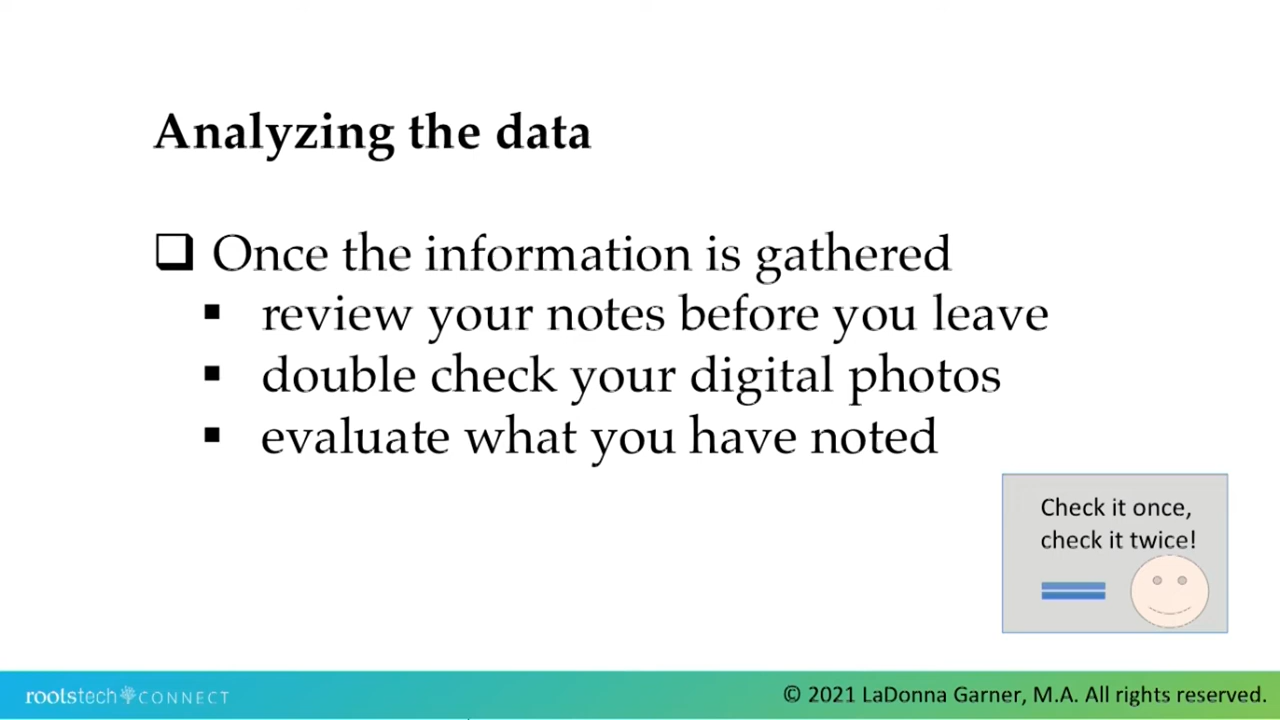 Analyzing the data
❑ Once the information is gathered
▪ review your notes before you leave
▪ double check your digital photos
▪ evaluate what you have noted
Check it once,
check it twice!
rootstech CONNECT
© 2021 LaDonna Garner, M.A. All rights reserved.